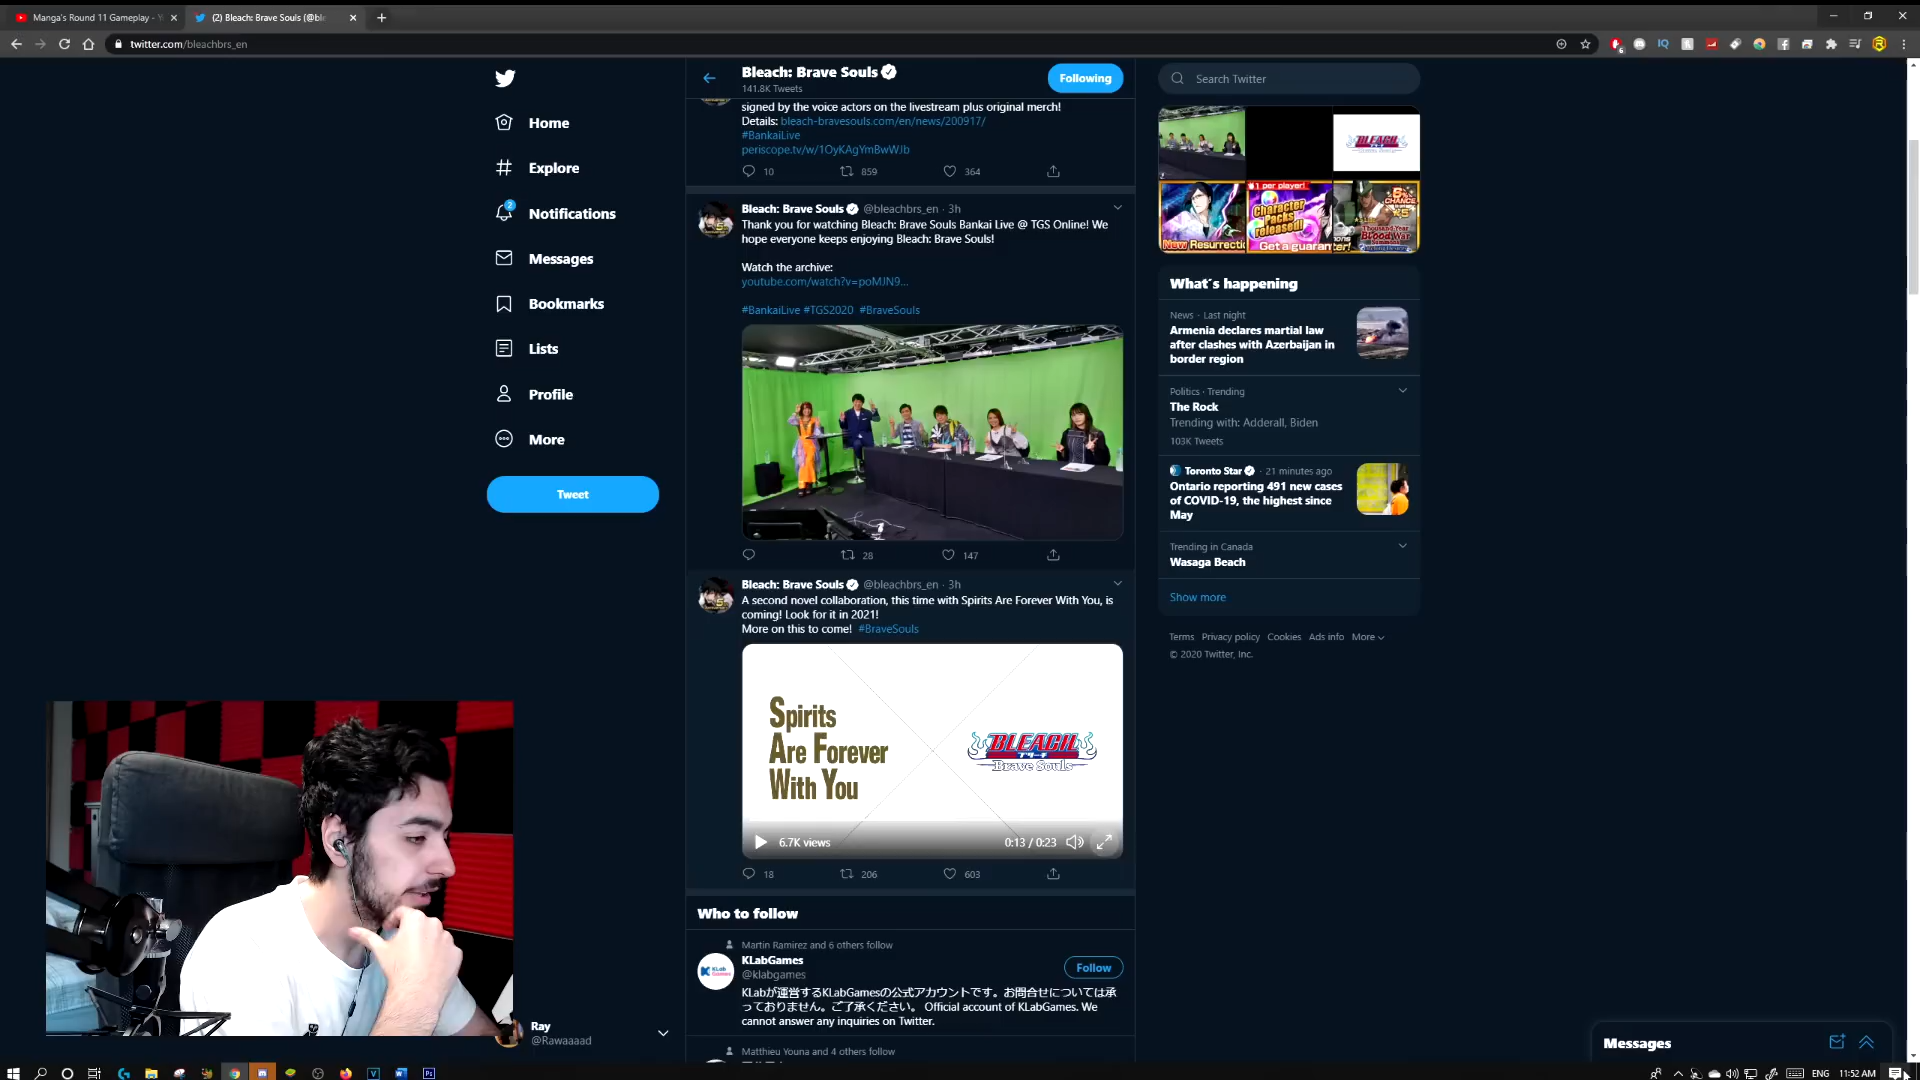 Manga's Round 11 Gameplay - Y
(2) Bleach: Brave Souls (@ble
twitter.com/bleachbrs_en
Home
Explore
2
Notifications
Messages
Bookmarks
Lists
Profile
More
Tweet
Ray
@Rawaaaad
Bleach: Brave Souls
141.8K Tweets
Following
signed by the voice actors on the livestream plus original merch!
Details: bleach-bravesouls.com/en/news/200917/
#BankaiLive
periscope.tv/w/1OyKAgYmBwWJb
10 859 364
Bleach: Brave Souls @bleachbrs_en · 3h
Thank you for watching Bleach: Brave Souls Bankai Live @ TGS Online! We
hope everyone keeps enjoying Bleach: Brave Souls!
Watch the archive:
youtube.com/watch?v=poMJN9...
#BankaiLive #TGS2020 #BraveSouls
28 147
Bleach: Brave Souls @bleachbrs_en · 3h
A second novel collaboration, this time with Spirits Are Forever With You, is
coming! Look for it in 2021!
More on this to come! #BraveSouls
Spirits
Are Forever
With You
BLEACH
Brave Souls
6.7K views 0:13 / 0:23
18 206 603
Who to follow
Martin Ramirez and 6 others follow
KLabGames
@klabgames
Follow
KLabが運営するKLabGamesの公式アカウントです。お問合せについては承
っておりません。ご了承ください。 Official account of KLabGames. We
cannot answer any inquiries on Twitter.
Matthieu Youna and 4 others follow
Search Twitter
BLEACH
New Resurrectio
1 per player!
Character
Packs
released!
Get a guaranter!
6% CHANCE
5
Thousand-Year
Blood War
Summons
What's happening
News · Last night
Armenia declares martial law
after clashes with Azerbaijan in
border region
Politics · Trending
The Rock
Trending with: Adderall, Biden
103K Tweets
Toronto Star · 21 minutes ago
Ontario reporting 491 new cases
of COVID-19, the highest since
May
Trending in Canada
Wasaga Beach
Show more
Terms Privacy policy Cookies Ads info More
© 2020 Twitter, Inc.
Messages
ENG 11:52 AM